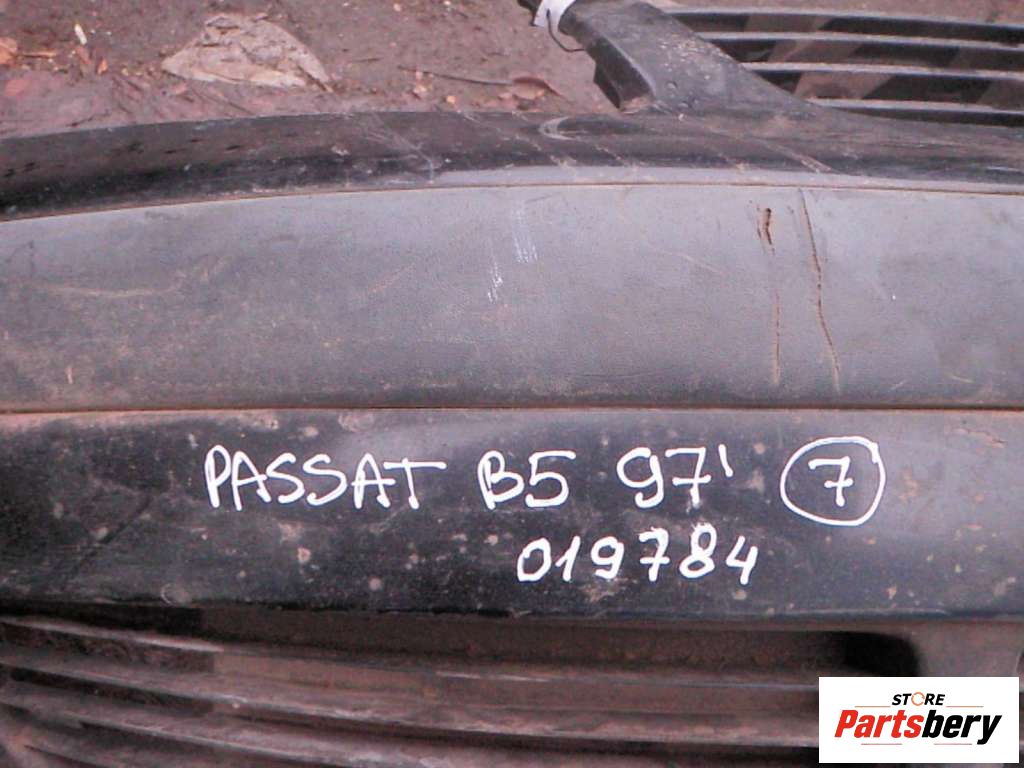 PASSAT B5 97' 7
019784
STORE
Partsbery